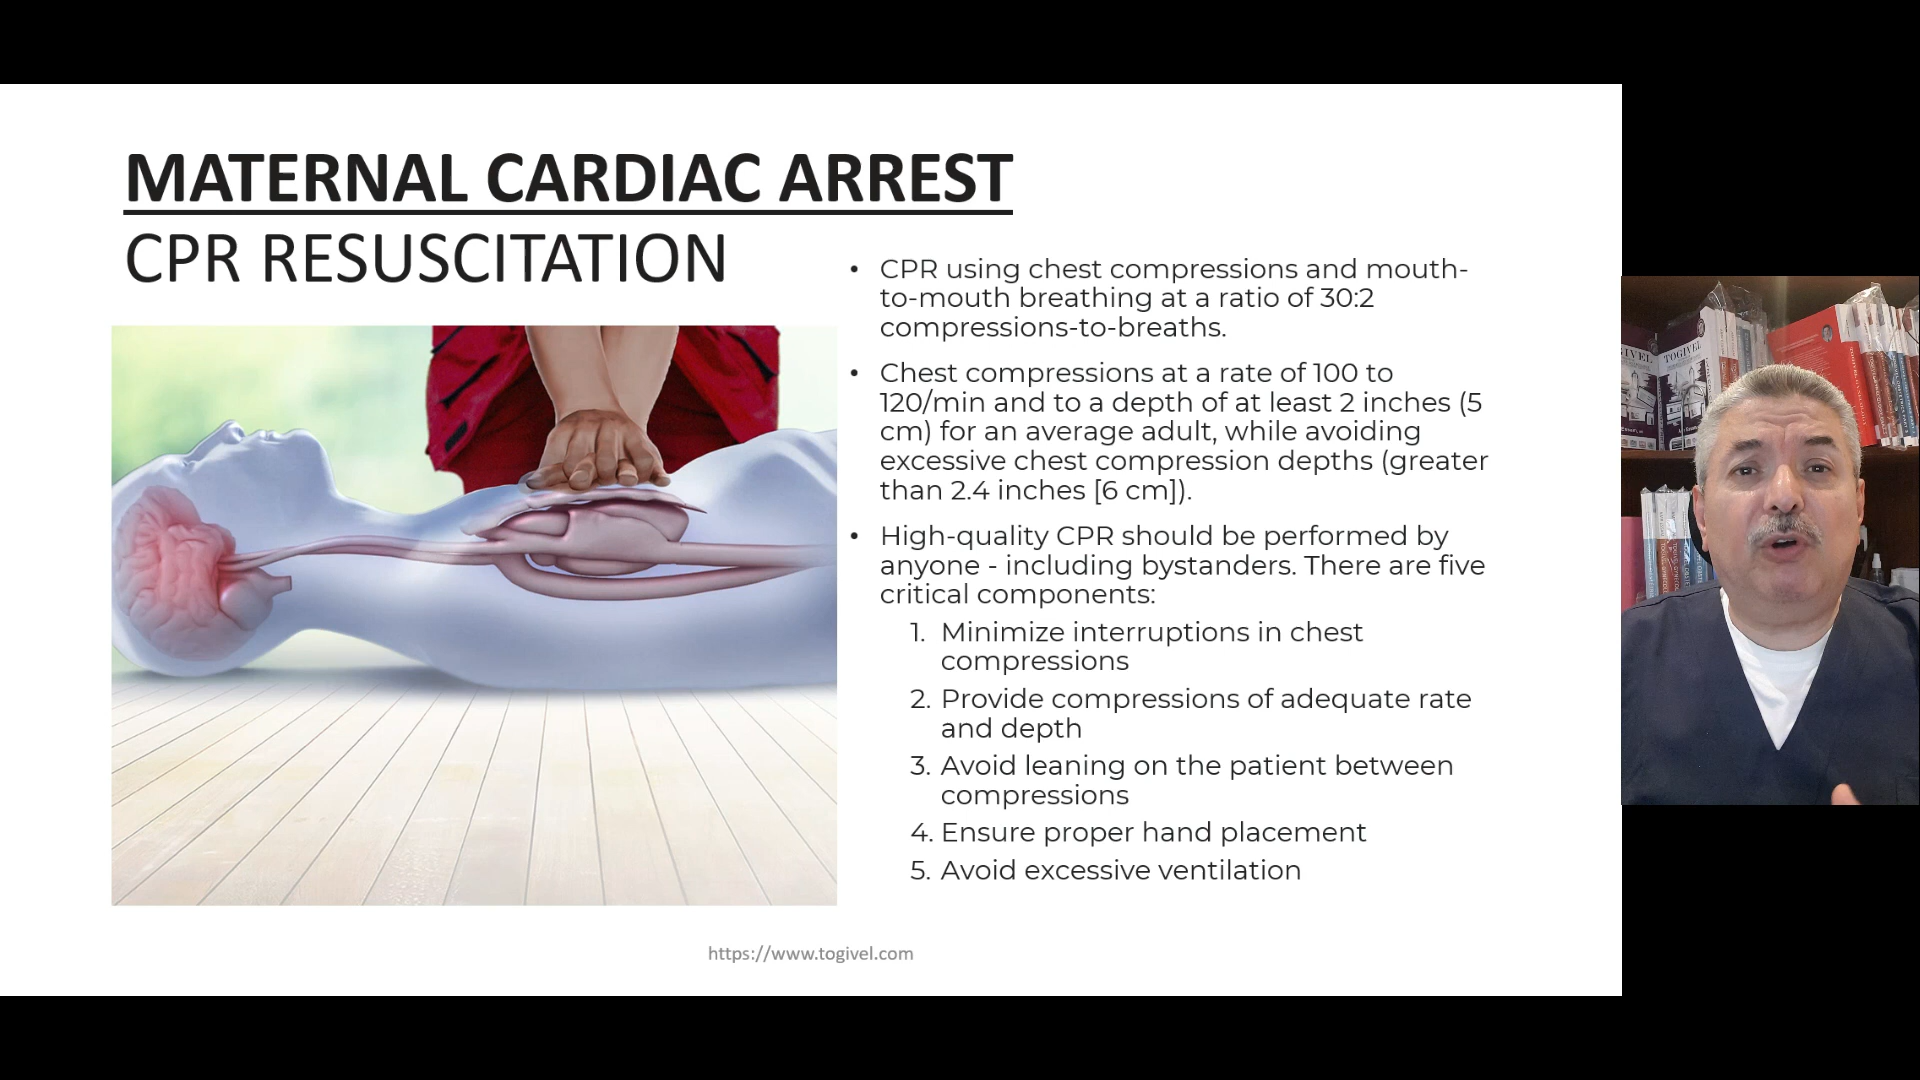 MATERNAL CARDIAC ARREST
CPR RESUSCITATION
• CPR using chest compressions and mouth-
to-mouth breathing at a ratio of 30:2
compressions-to-breaths.
• Chest compressions at a rate of 100 to
120/min and to a depth of at least 2 inches (5
cm) for an average adult, while avoiding
excessive chest compression depths (greater
than 2.4 inches [6 cm]).
• High-quality CPR should be performed by
anyone - including bystanders. There are five
critical components:
1. Minimize interruptions in chest
compressions
2. Provide compressions of adequate rate
and depth
3. Avoid leaning on the patient between
compressions
4. Ensure proper hand placement
5. Avoid excessive ventilation
https://www.togivel.com
TOGIVEL